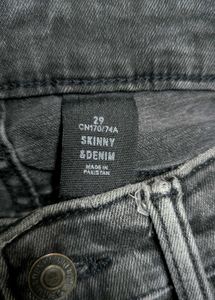 29
CN170/74A
SKINNY
&DENIM
MADE IN
PAKISTAN